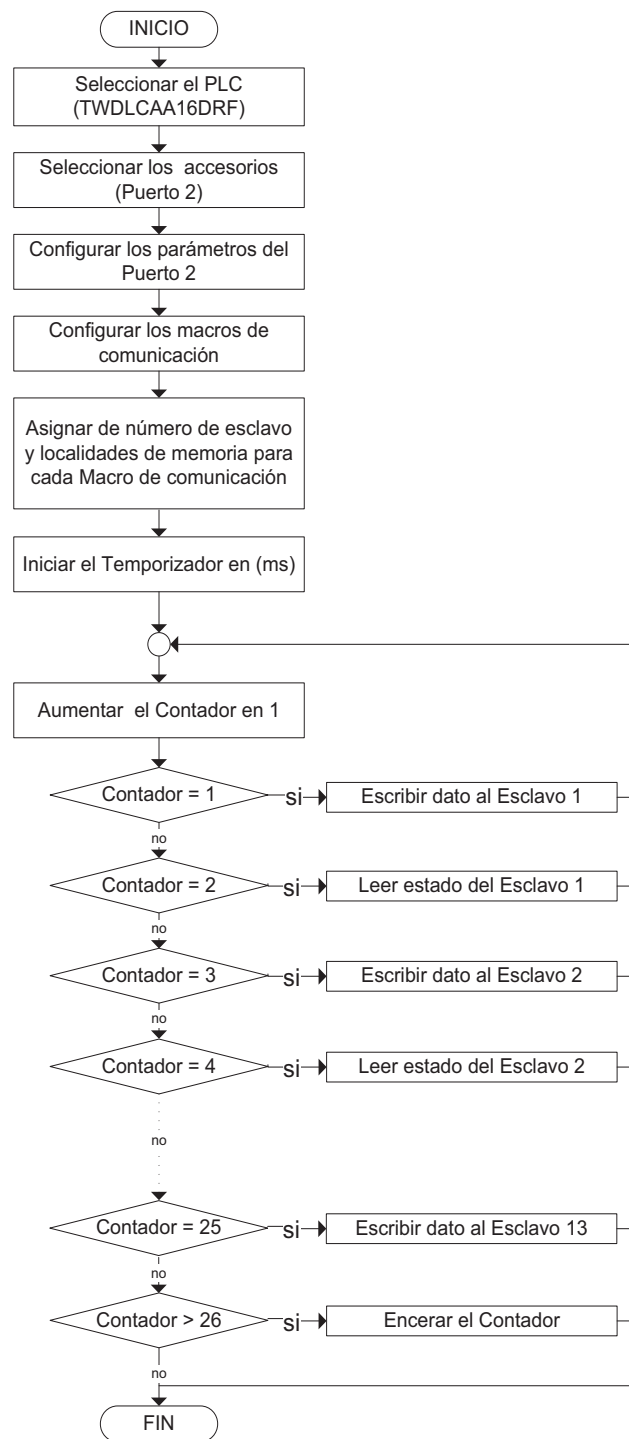 INICIO
Seleccionar el PLC
(TWDLCAA16DRF)
Seleccionar los accesorios
(Puerto 2)
Configurar los parámetros del
Puerto 2
Configurar los macros de
comunicación
Asignar de número de esclavo
y localidades de memoria para
cada Macro de comunicación
Iniciar el Temporizador en (ms)
Aumentar el Contador en 1
Contador = 1
si
Escribir dato al Esclavo 1
no
Contador = 2
si
Leer estado del Esclavo 1
no
Contador = 3
si
Escribir dato al Esclavo 2
no
Contador = 4
si
Leer estado del Esclavo 2
no
Contador = 25
si
Escribir dato al Esclavo 13
no
Contador > 26
si
Encerar el Contador
no
FIN